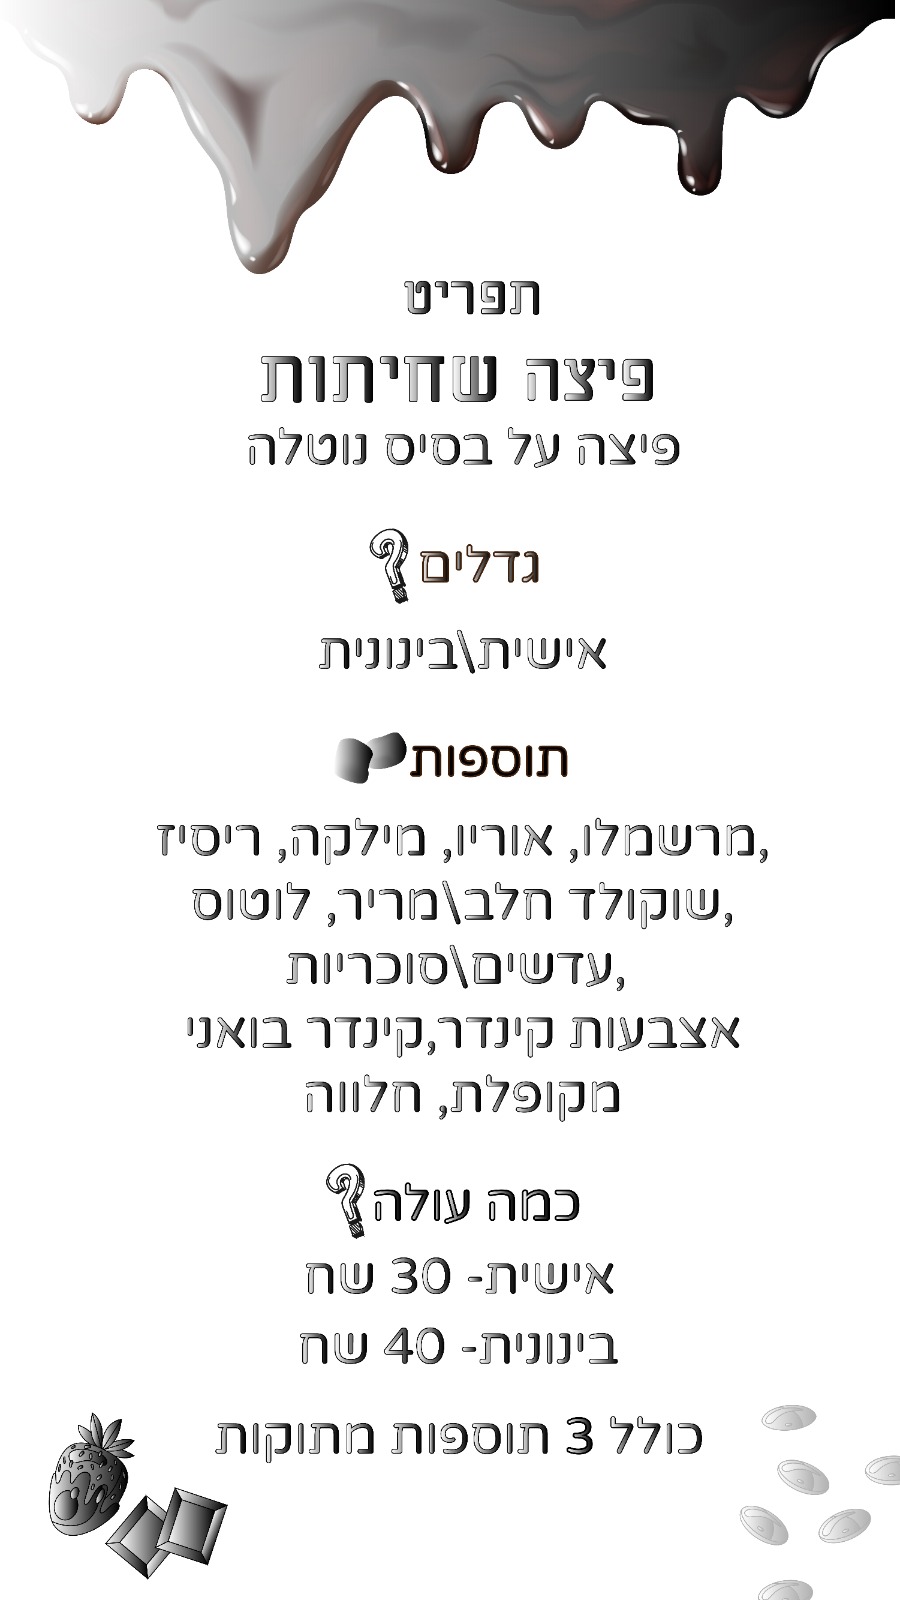 תפריט
פיצה שחיתות
פיצה על בסיס נוטלה
גדלים?
אישית\בינונית
תוספות
מרשמלו, אוריו, מילקה, ריסיז,
שוקולד חלב\מריר, לוטוס,
עדשים\סוכריות,
אצבעות קינדר,קינדר בואני
מקופלת, חלווה
כמה עולה?
אישית- 30 שח
בינונית- 40 שח
כולל 3 תוספות מתוקות